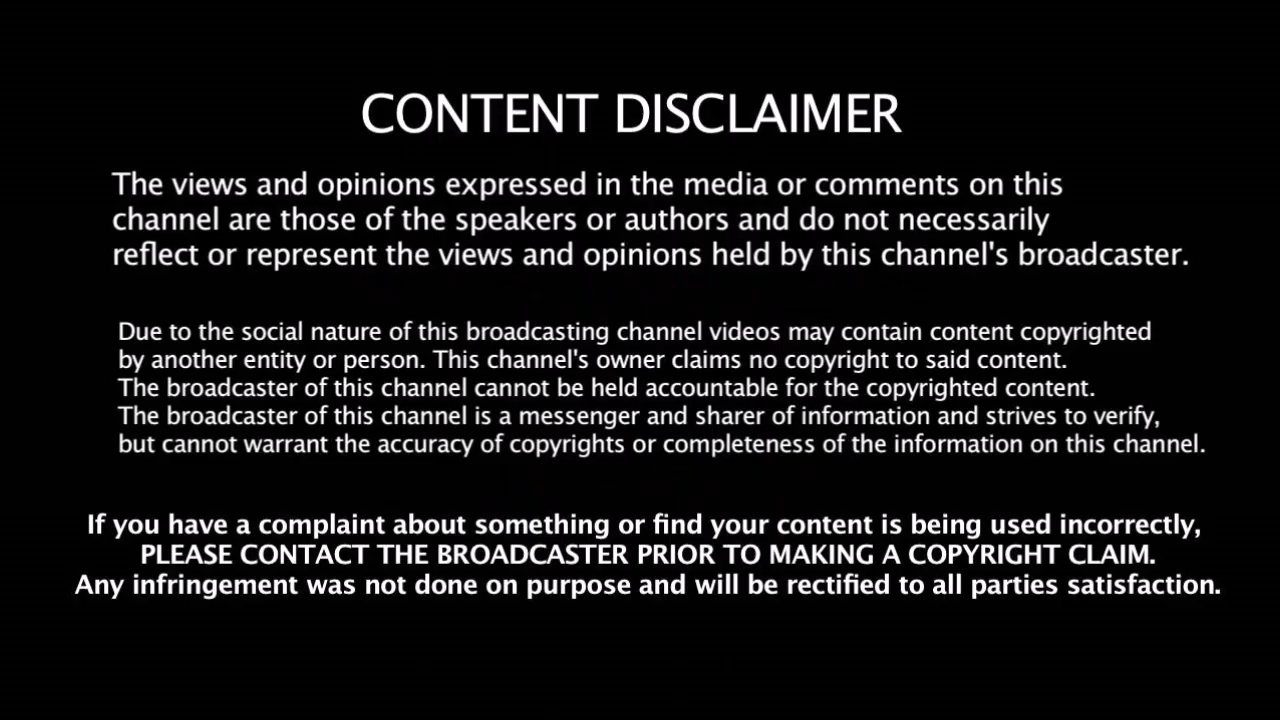 CONTENT DISCLAIMER
The views and opinions expressed in the media or comments on this
channel are those of the speakers or authors and do not necessarily
reflect or represent the views and opinions held by this channel's broadcaster.
Due to the social nature of this broadcasting channel videos may contain content copyrighted
by another entity or person. This channel's owner claims no copyright to said content.
The broadcaster of this channel cannot be held accountable for the copyrighted content.
The broadcaster of this channel is a messenger and sharer of information and strives to verify,
but cannot warrant the accuracy of copyrights or completeness of the information on this channel.
If you have a complaint about something or find your content is being used incorrectly,
PLEASE CONTACT THE BROADCASTER PRIOR TO MAKING A COPYRIGHT CLAIM.
Any infringement was not done on purpose and will be rectified to all parties satisfaction.